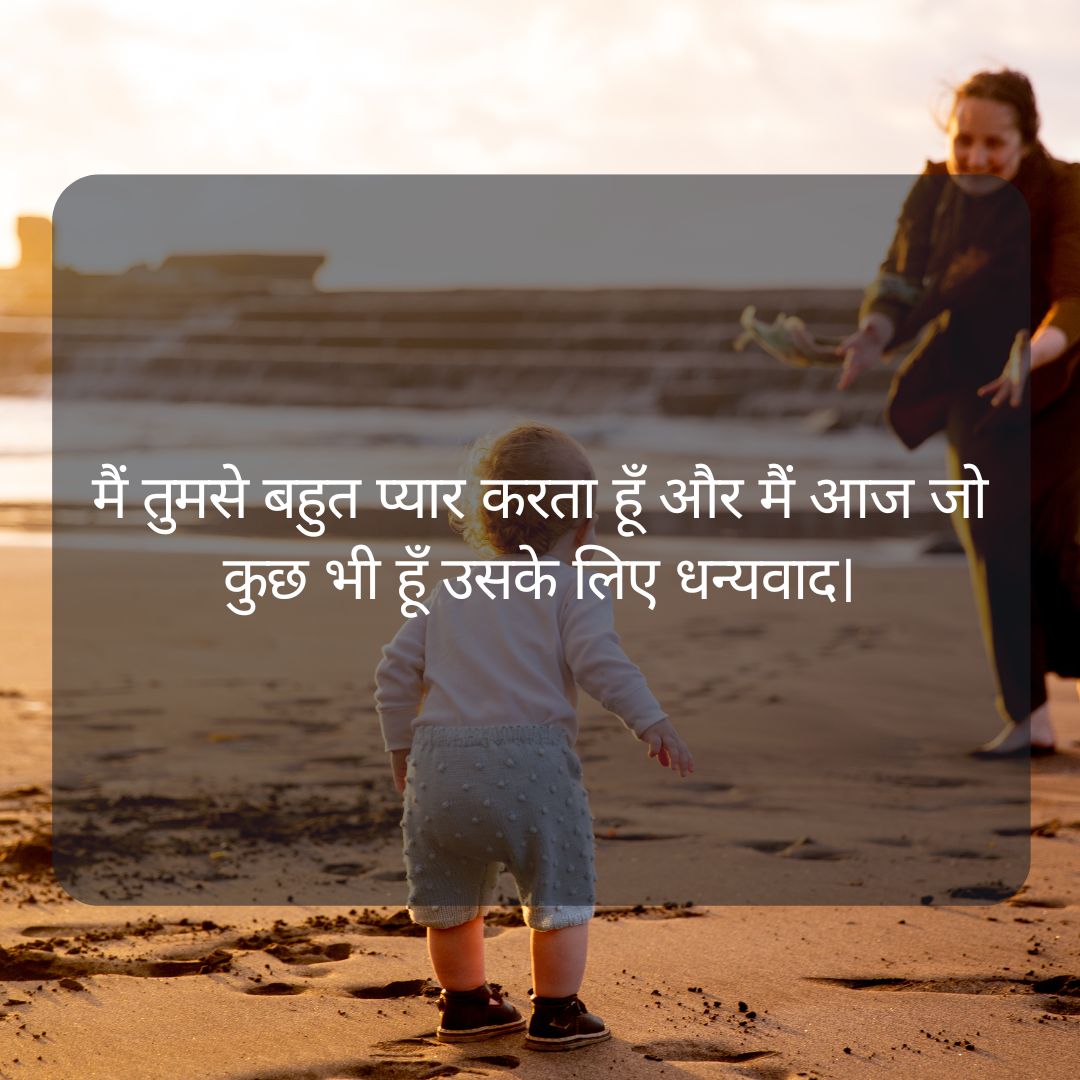 मैं तुमसे बहुत प्यार करता हूँ और मैं आज जो
कुछ भी हूँ उसके लिए धन्यवाद।